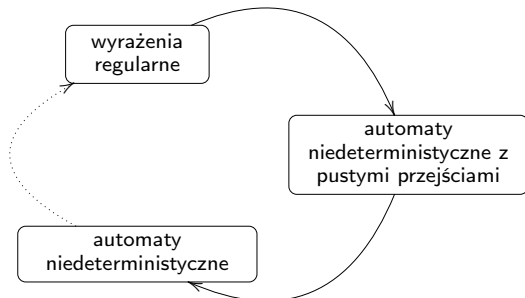 wyrażenia
regularne
automaty
niedeterministyczne z
pustymi przejściami
automaty
niedeterministyczne